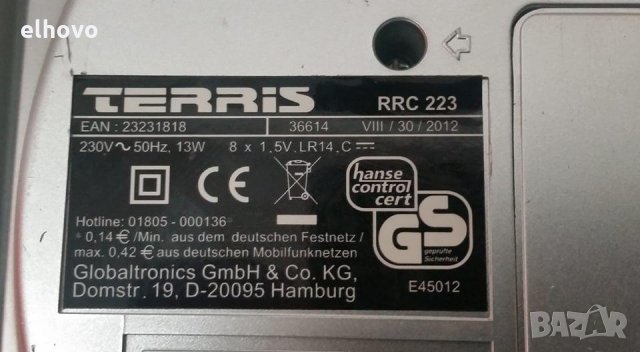 elhovo
TERRIS RRC 223
EAN : 23231818 36614 VIII / 30 / 2012
230V ~ 50Hz, 13W 8 x 1.5V, LR14, C ⎓
CE
hanse
control
cert
GS
geprüfte
Sicherheit
Hotline: 01805 - 000136
* 0,14 € /Min. aus dem deutschen Festnetz /
max. 0,42 € aus deutschen Mobilfunknetzen
Globaltronics GmbH & Co. KG,
Domstr. 19, D-20095 Hamburg
E45012
BAZAR